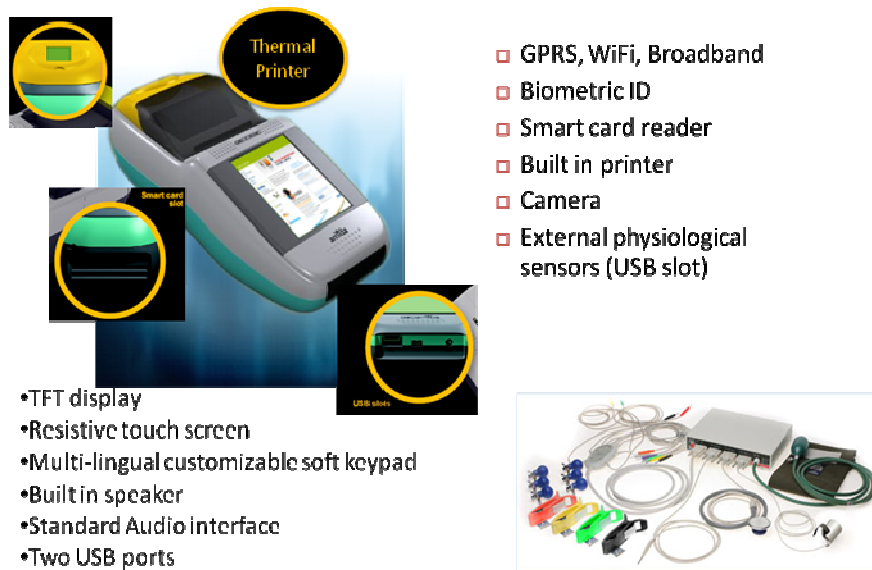 Thermal
Printer
Smart card
slot
USB slots
GPRS, WiFi, Broadband
Biometric ID
Smart card reader
Built in printer
Camera
External physiological
sensors (USB slot)
•TFT display
•Resistive touch screen
•Multi-lingual customizable soft keypad
•Built in speaker
•Standard Audio interface
•Two USB ports